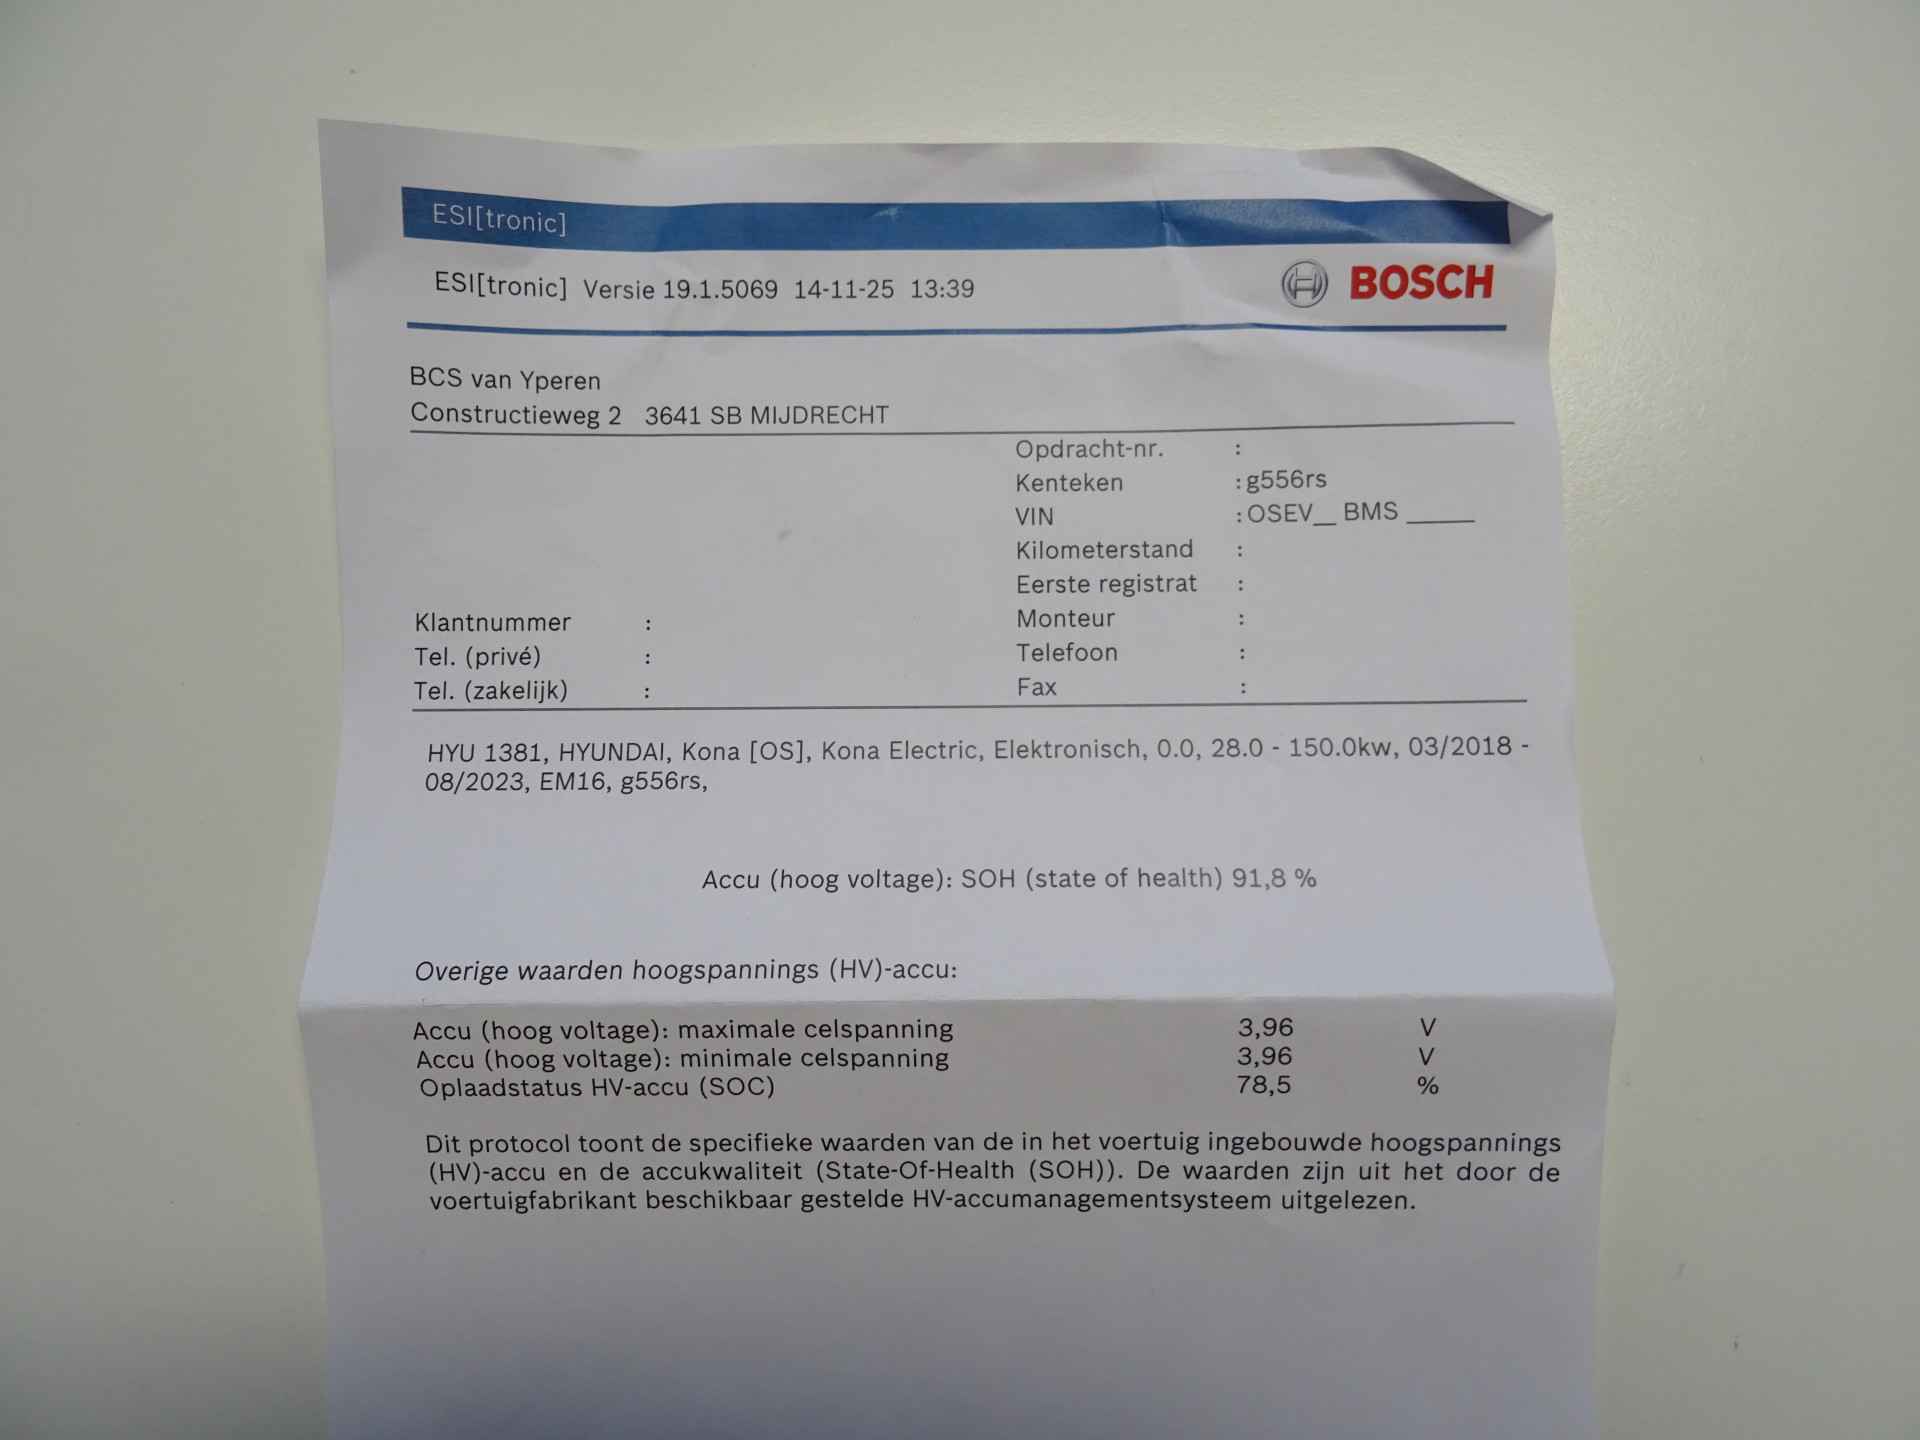 ESI[tronic]
ESI[tronic] Versie 19.1.5069 14-11-25 13:39
BOSCH
BCS van Yperen
Constructieweg 2 3641 SB MIJDRECHT
Opdracht-nr. :
Kenteken :g556rs
VIN :OSEV__ BMS _____
Kilometerstand :
Eerste registrat :
Klantnummer : Monteur :
Tel. (privé) : Telefoon :
Tel. (zakelijk) : Fax :
HYU 1381, HYUNDAI, Kona [OS], Kona Electric, Elektronisch, 0.0, 28.0 - 150.0kw, 03/2018 -
08/2023, EM16, g556rs,
Accu (hoog voltage): SOH (state of health) 91,8 %
Overige waarden hoogspannings (HV)-accu:
Accu (hoog voltage): maximale celspanning 3,96 V
Accu (hoog voltage): minimale celspanning 3,96 V
Oplaadstatus HV-accu (SOC) 78,5 %
Dit protocol toont de specifieke waarden van de in het voertuig ingebouwde hoogspannings
(HV)-accu en de accukwaliteit (State-Of-Health (SOH)). De waarden zijn uit het door de
voertuigfabrikant beschikbaar gestelde HV-accumanagementsysteem uitgelezen.